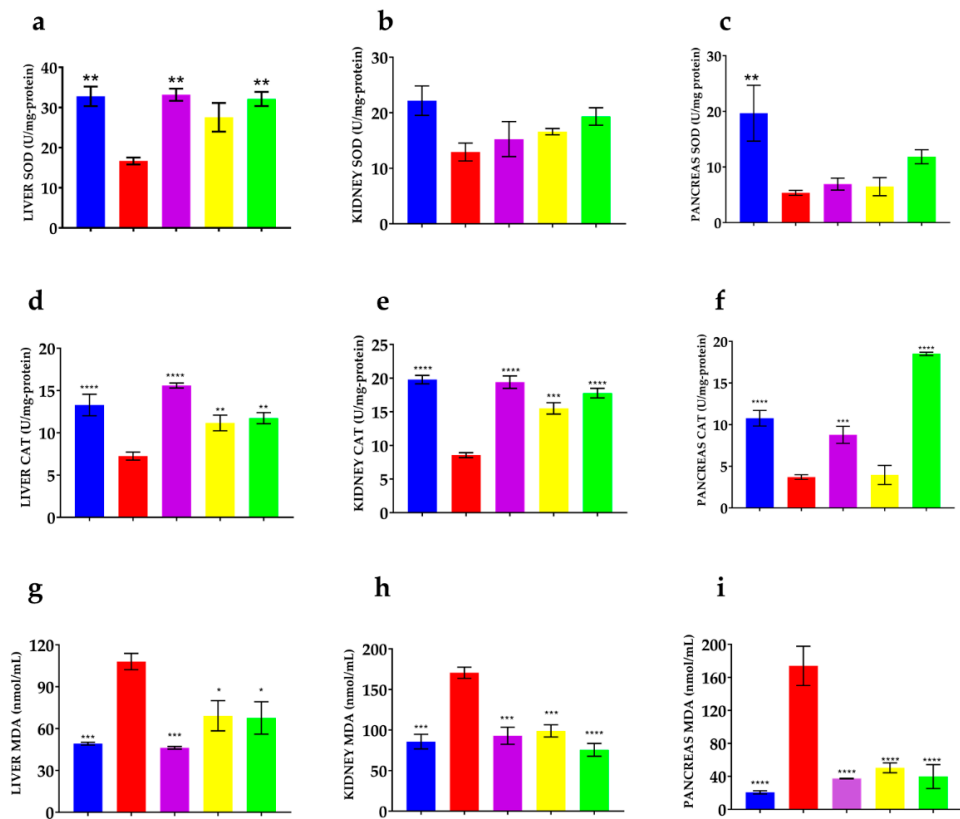 a
LIVER SOD (U/mg-protein)
40
30
20
10
0
** ** **
b
KIDNEY SOD (U/mg-protein)
30
20
10
0
c
PANCREAS SOD (U/mg protein)
30
20
10
0
**
d
LIVER CAT (U/mg-protein)
20
15
10
5
0
**** **** ** **
e
KIDNEY CAT (U/mg-protein)
25
20
15
10
5
0
**** **** *** ****
f
PANCREAS CAT (U/mg-protein)
20
15
10
5
0
**** *** ****
g
LIVER MDA (nmol/mL)
120
90
60
30
0
*** *** * *
h
KIDNEY MDA (nmol/mL)
200
150
100
50
0
*** *** *** ****
i
PANCREAS MDA (nmol/mL)
200
160
120
80
40
0
**** **** **** ****